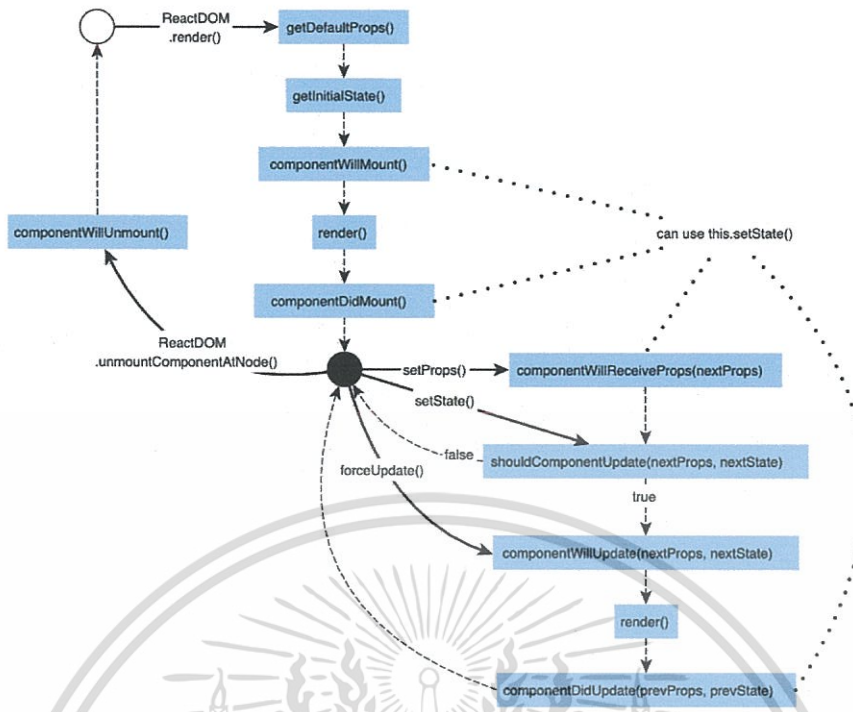 ReactDOM
.render()
getDefaultProps()
getInitialState()
componentWillMount()
componentWillUnmount()
render()
can use this.setState()
componentDidMount()
ReactDOM
.unmountComponentAtNode()
setProps()
componentWillReceiveProps(nextProps)
setState()
false
shouldComponentUpdate(nextProps, nextState)
forceUpdate()
true
componentWillUpdate(nextProps, nextState)
render()
componentDidUpdate(prevProps, prevState)